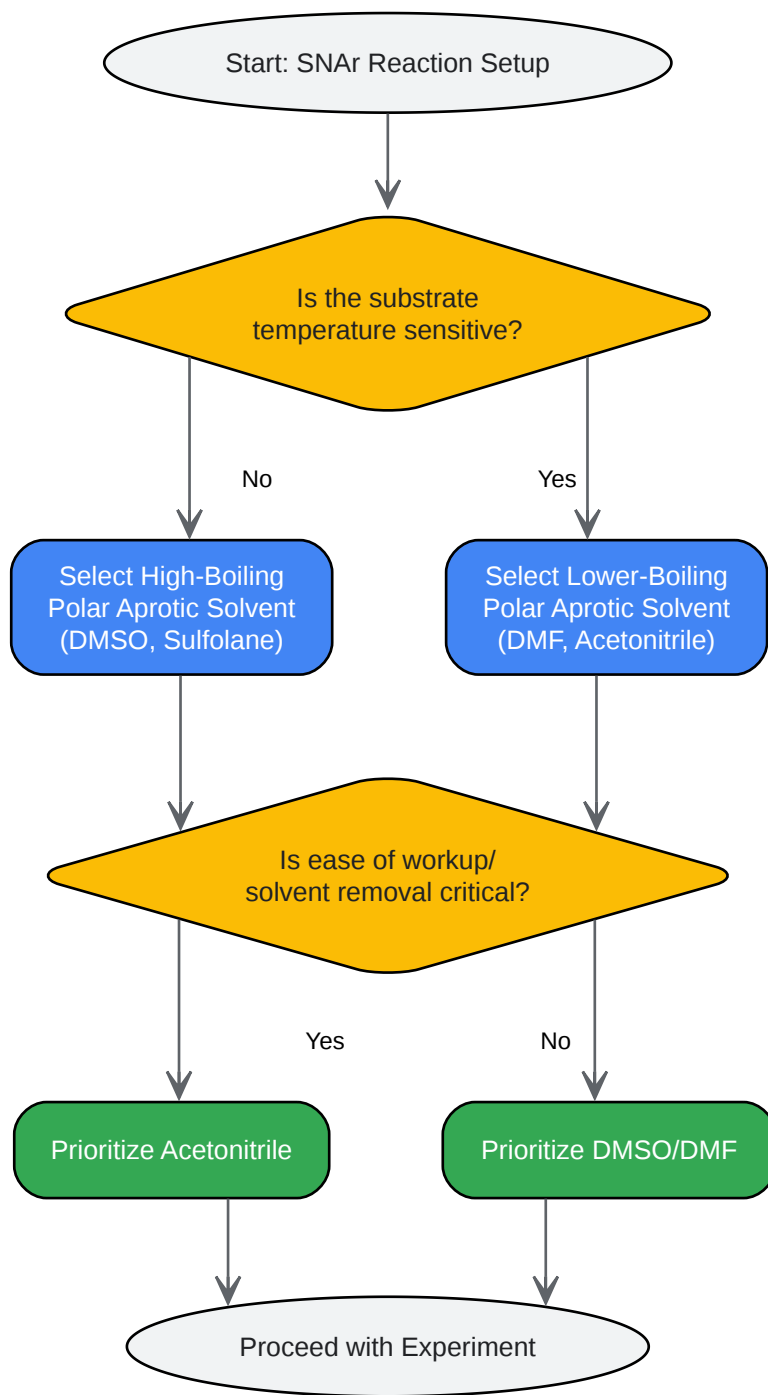 Start: SNAr Reaction Setup
Is the substrate
temperature sensitive?
No
Yes
Select High-Boiling
Polar Aprotic Solvent
(DMSO, Sulfolane)
Select Lower-Boiling
Polar Aprotic Solvent
(DMF, Acetonitrile)
Is ease of workup/
solvent removal critical?
Yes
No
Prioritize Acetonitrile
Prioritize DMSO/DMF
Proceed with Experiment